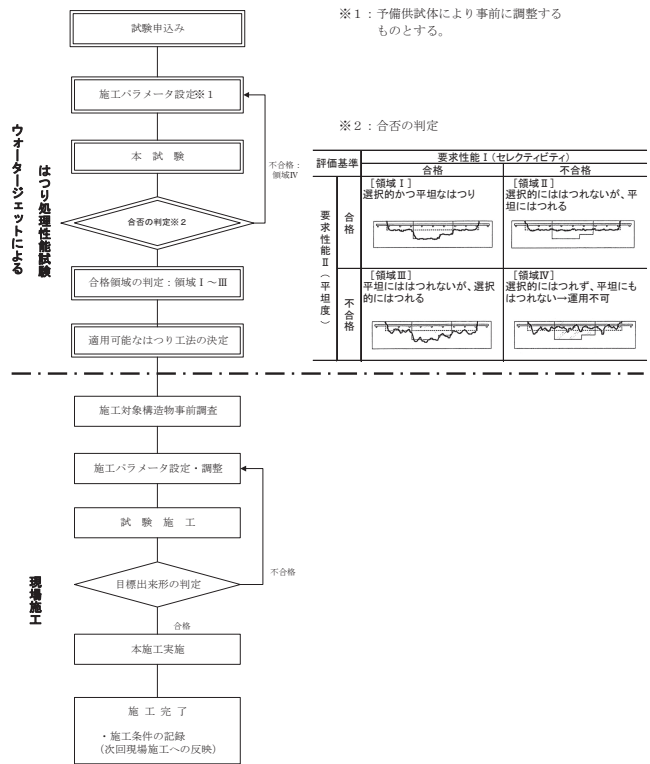 試験申込み
※１：予備供試体により事前に調整する
ものとする。
施工パラメータ設定※１
ウォータージェットによる
はつり処理性能試験
本　試　験
不合格：
領域Ⅳ
合否の判定※２
合格領域の判定：領域Ⅰ～Ⅲ
適用可能なはつり工法の決定
※２：合否の判定
評価基準
要求性能Ⅰ（セレクティビティ）
合格
不合格
要求性能Ⅱ（平坦度）
合格
［領域Ⅰ］
選択的かつ平坦なはつり
［領域Ⅱ］
選択的にははつれないが、平
坦にはつれる
不合格
［領域Ⅲ］
平坦にははつれないが、選択
的にはつれる
［領域Ⅳ］
選択的にはつれず、平坦にも
はつれない→運用不可
現場施工
施工対象構造物事前調査
施工パラメータ設定・調整
試　験　施　工
不合格
目標出来形の判定
合格
本施工実施
施　工　完　了
・施工条件の記録
（次回現場施工への反映）